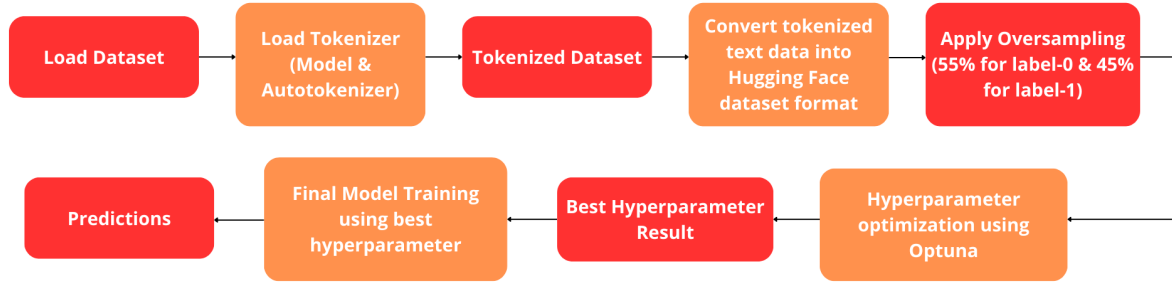 Load Dataset
Load Tokenizer
(Model &
Autotokenizer)
Tokenized Dataset
Convert tokenized
text data into
Hugging Face
dataset format
Apply Oversampling
(55% for label-0 & 45%
for label-1)
Hyperparameter
optimization using
Optuna
Best Hyperparameter
Result
Final Model Training
using best
hyperparameter
Predictions